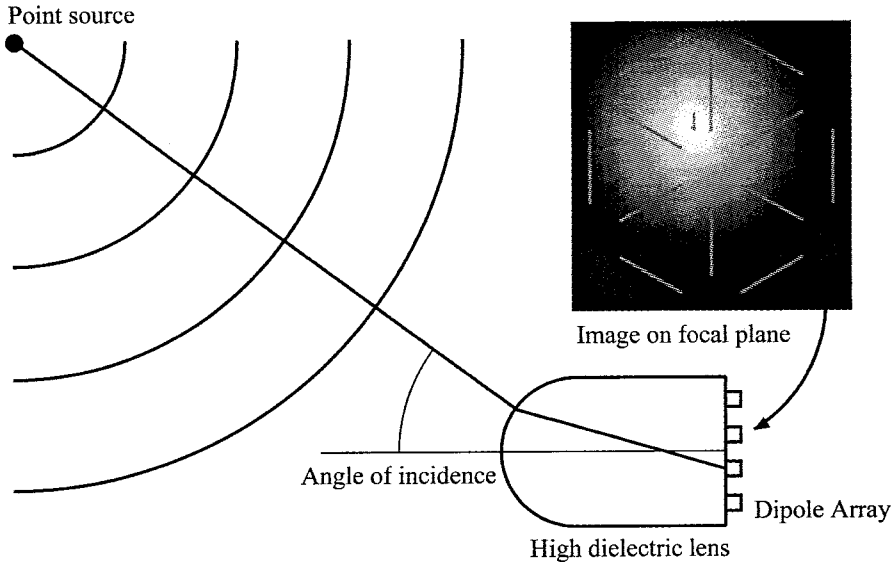 Point source
Image on focal plane
Angle of incidence
Dipole Array
High dielectric lens